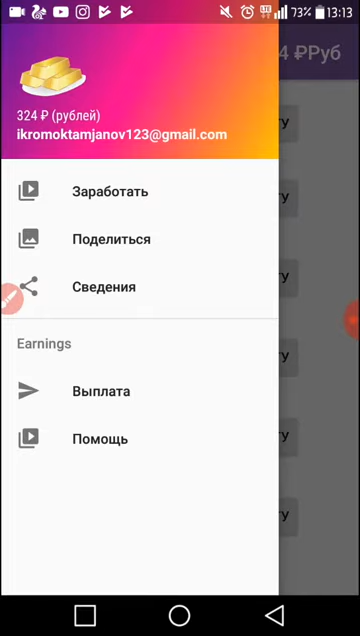 73% 13:13
4 ₽Руб
324 ₽ (рублей)
ikromoktamjanov123@gmail.com
Заработать
Поделиться
Сведения
Earnings
Выплата
Помощь